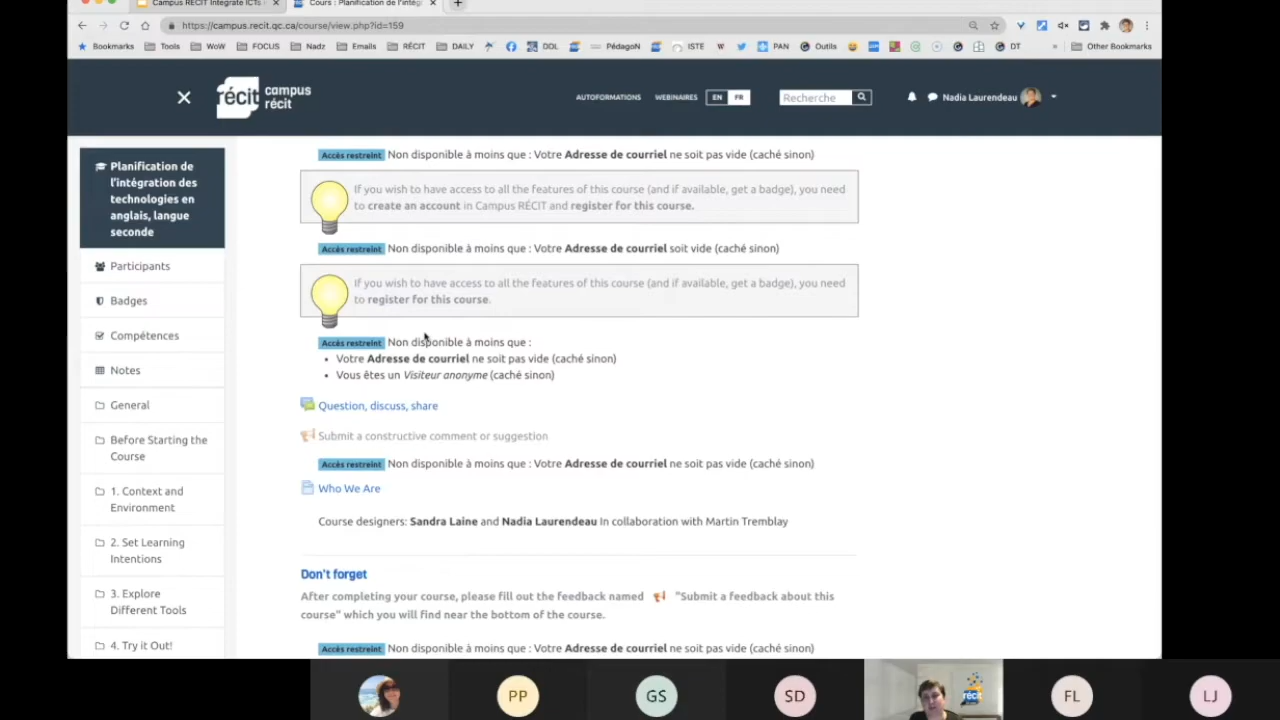 Campus RÉCIT Integrate ICTs
Cours : Planification de l'intég
https://campus.recit.qc.ca/course/view.php?id=159
Bookmarks Tools WoW FOCUS Nadz Emails RÉCIT DAILY DDL PédagoN ISTE PAN Outils DT » Other Bookmarks
récit campus récit
AUTOFORMATIONS WEBINAIRES EN FR Recherche Nadia Laurendeau
Planification de
l'intégration des
technologies en
anglais, langue
seconde
Participants
Badges
Compétences
Notes
General
Before Starting the
Course
1. Context and
Environment
2. Set Learning
Intentions
3. Explore
Different Tools
4. Try it Out!
Accès restreint Non disponible à moins que : Votre Adresse de courriel ne soit pas vide (caché sinon)
If you wish to have access to all the features of this course (and if available, get a badge), you need
to create an account in Campus RÉCIT and register for this course.
Accès restreint Non disponible à moins que : Votre Adresse de courriel soit vide (caché sinon)
If you wish to have access to all the features of this course (and if available, get a badge), you need
to register for this course.
Accès restreint Non disponible à moins que :
• Votre Adresse de courriel ne soit pas vide (caché sinon)
• Vous êtes un Visiteur anonyme (caché sinon)
Question, discuss, share
Submit a constructive comment or suggestion
Accès restreint Non disponible à moins que : Votre Adresse de courriel ne soit pas vide (caché sinon)
Who We Are
Course designers: Sandra Laine and Nadia Laurendeau In collaboration with Martin Tremblay
Don't forget
After completing your course, please fill out the feedback named "Submit a feedback about this
course" which you will find near the bottom of the course.
Accès restreint Non disponible à moins que : Votre Adresse de courriel ne soit pas vide (caché sinon)
PP GS SD récit FL LJ